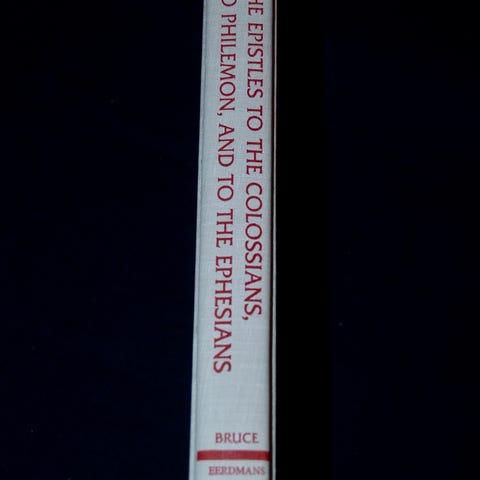 HE EPISTLES TO THE COLOSSIANS,
O PHILEMON, AND TO THE EPHESIANS
BRUCE
EERDMANS